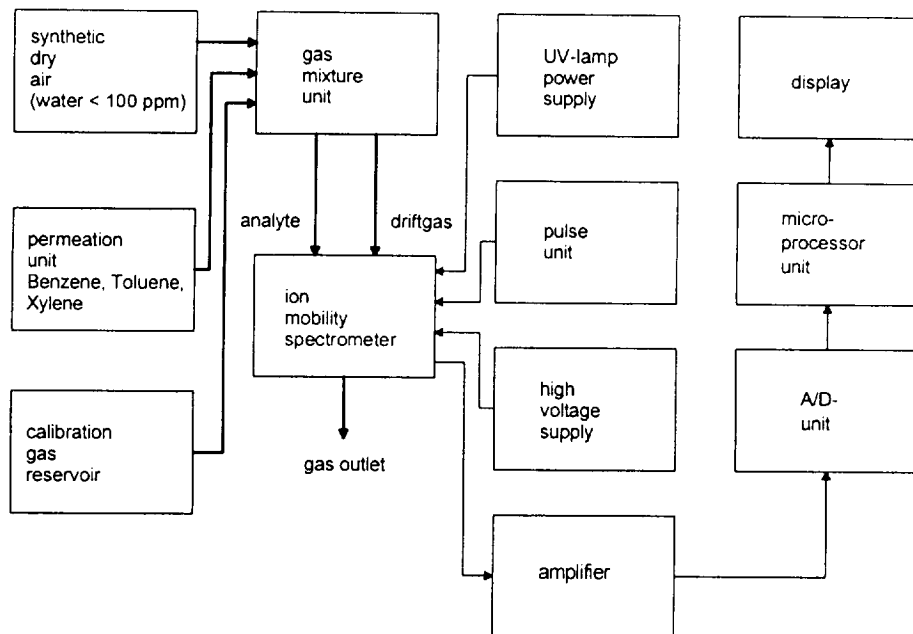 synthetic
dry
air
(water < 100 ppm)
gas
mixture
unit
UV-lamp
power
supply
display
permeation
unit
Benzene, Toluene,
Xylene
analyte
driftgas
pulse
unit
micro-
processor
unit
ion
mobility
spectrometer
calibration
gas
reservoir
gas outlet
high
voltage
supply
A/D-
unit
amplifier